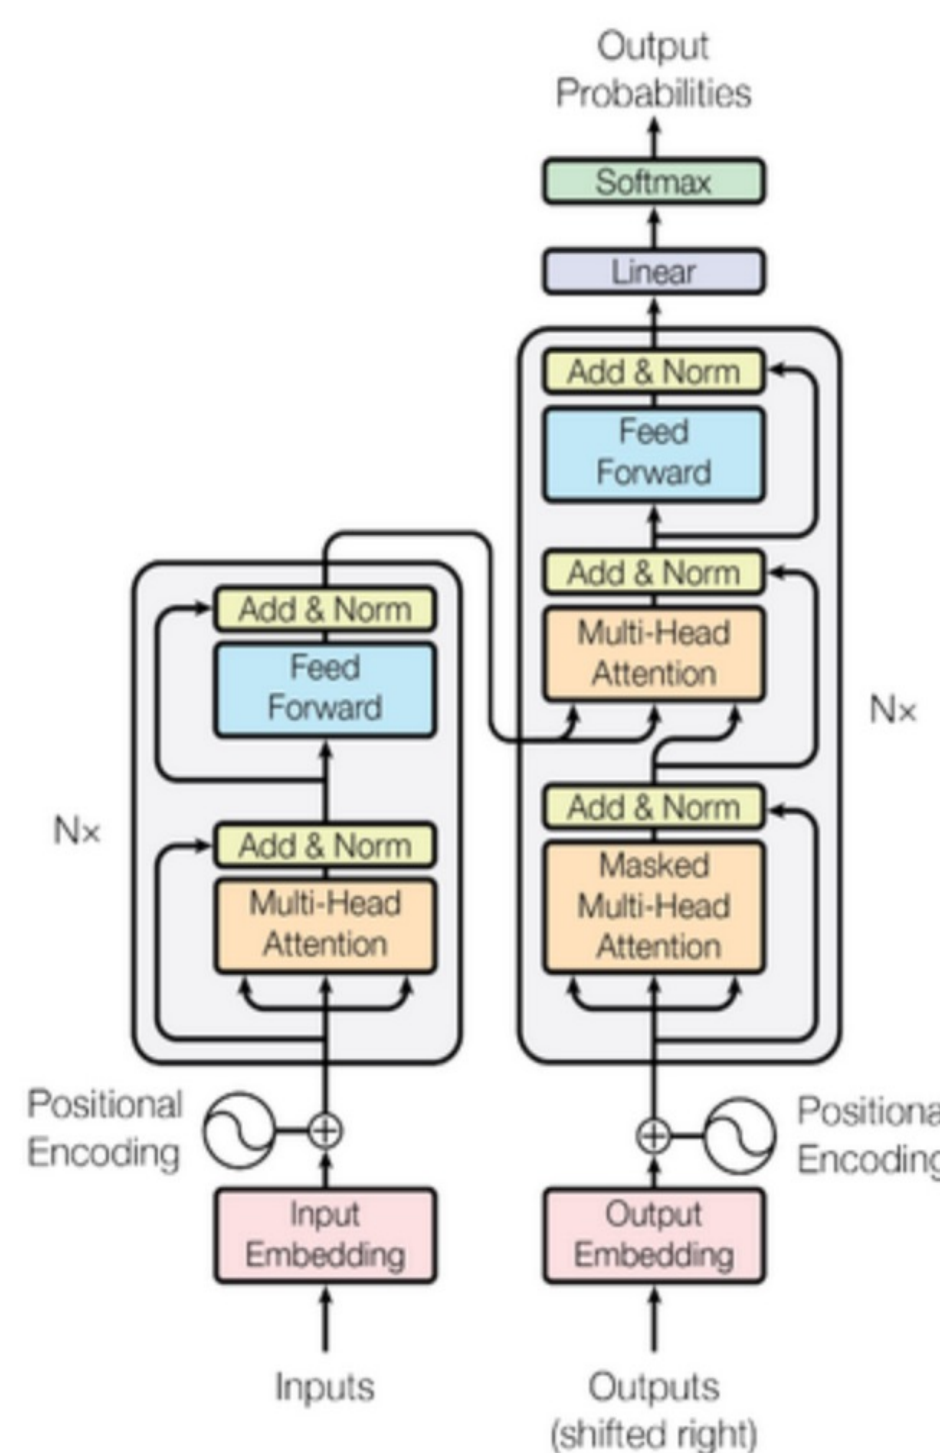 Output
Probabilities
Softmax
Linear
Add & Norm
Feed
Forward
Add & Norm
Multi-Head
Attention
Add & Norm
Masked
Multi-Head
Attention
Nx
Add & Norm
Feed
Forward
Add & Norm
Multi-Head
Attention
Nx
Positional
Encoding
Positiona
Encoding
Input
Embedding
Output
Embedding
Inputs
Outputs
(shifted right)